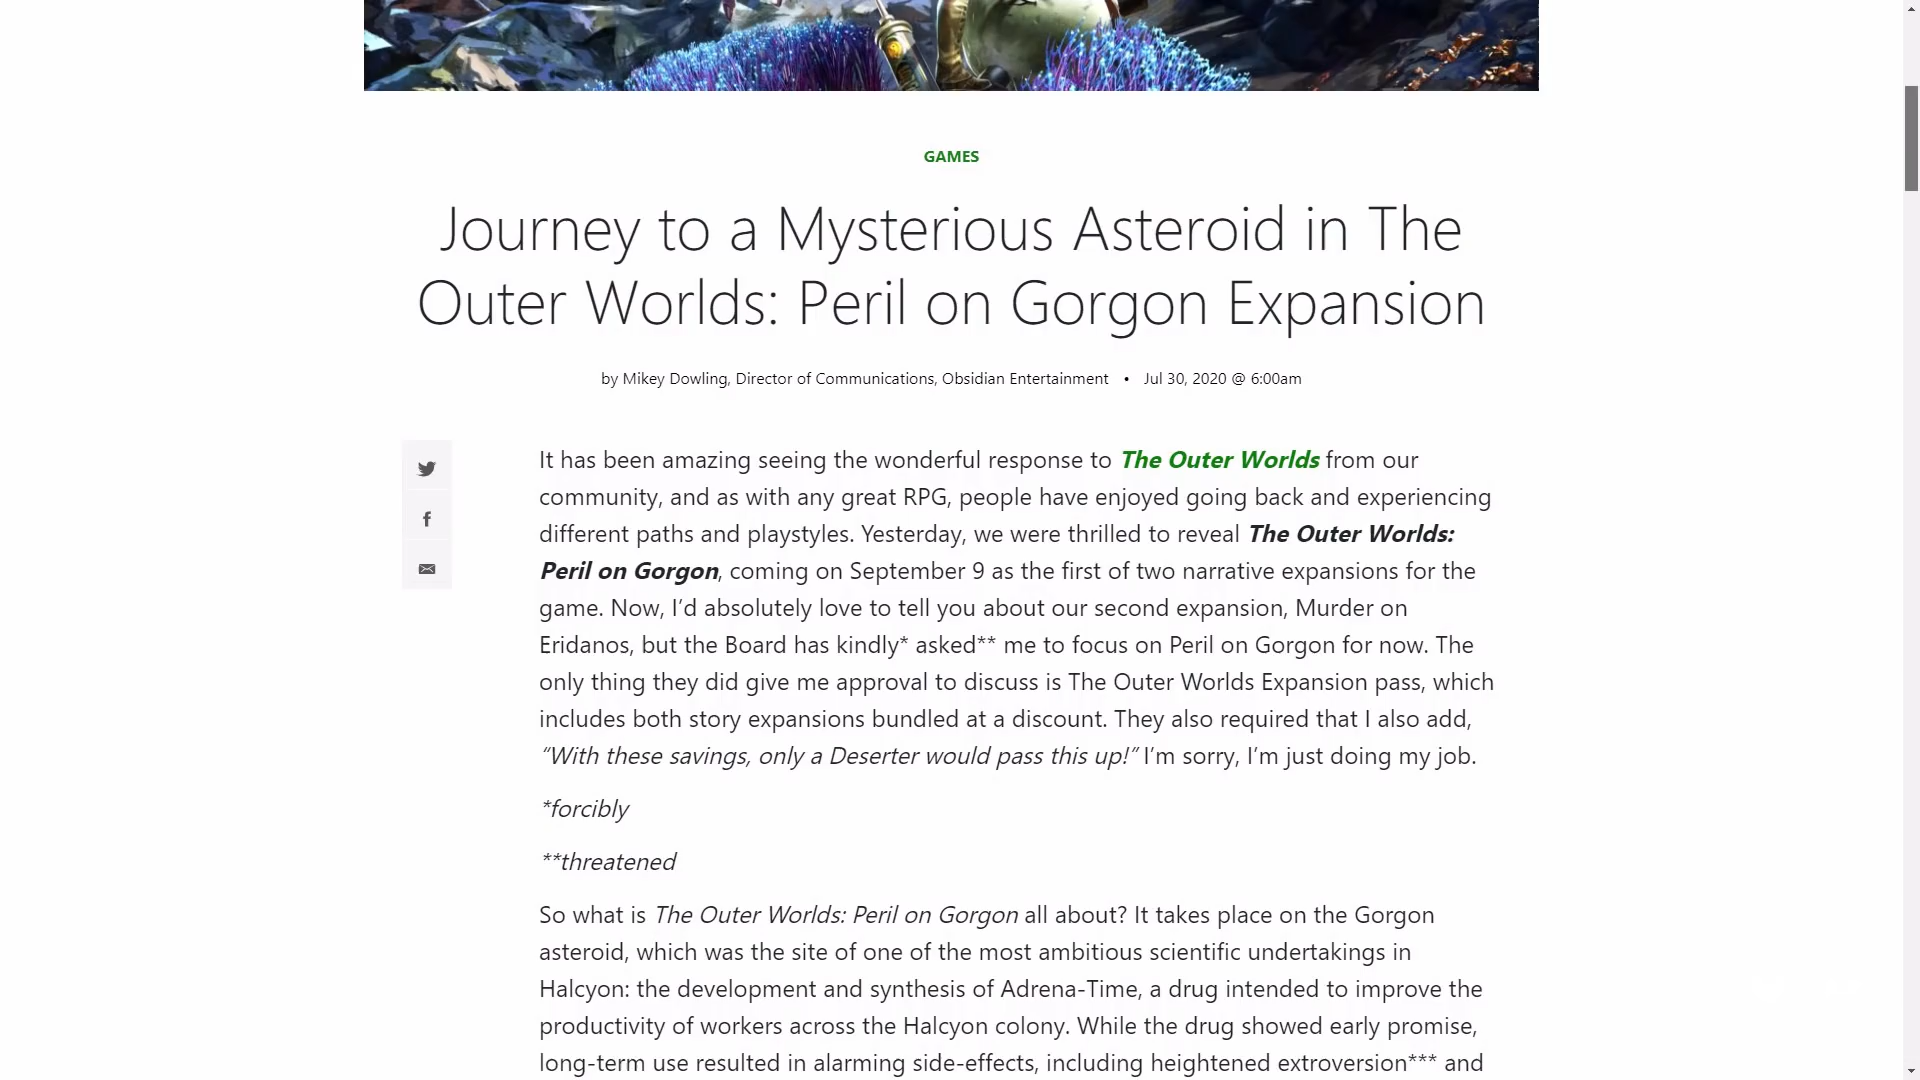 GAMES
Journey to a Mysterious Asteroid in The
Outer Worlds: Peril on Gorgon Expansion
by Mikey Dowling, Director of Communications, Obsidian Entertainment • Jul 30, 2020 @ 6:00am
It has been amazing seeing the wonderful response to The Outer Worlds from our
community, and as with any great RPG, people have enjoyed going back and experiencing
different paths and playstyles. Yesterday, we were thrilled to reveal The Outer Worlds:
Peril on Gorgon, coming on September 9 as the first of two narrative expansions for the
game. Now, I’d absolutely love to tell you about our second expansion, Murder on
Eridanos, but the Board has kindly* asked** me to focus on Peril on Gorgon for now. The
only thing they did give me approval to discuss is The Outer Worlds Expansion pass, which
includes both story expansions bundled at a discount. They also required that I also add,
“With these savings, only a Deserter would pass this up!” I’m sorry, I’m just doing my job.
*forcibly
**threatened
So what is The Outer Worlds: Peril on Gorgon all about? It takes place on the Gorgon
asteroid, which was the site of one of the most ambitious scientific undertakings in
Halcyon: the development and synthesis of Adrena-Time, a drug intended to improve the
productivity of workers across the Halcyon colony. While the drug showed early promise,
long-term use resulted in alarming side-effects, including heightened extroversion*** and